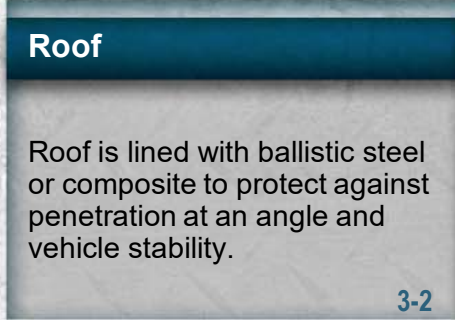 Roof
Roof is lined with ballistic steel
or composite to protect against
penetration at an angle and
vehicle stability.
3-2